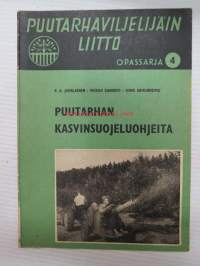 PUUTARHAVILJELIJÄIN
LIITTO
OPASSARJA 4
PUUTARHAN
KASVINSUOJELUOHJEITA